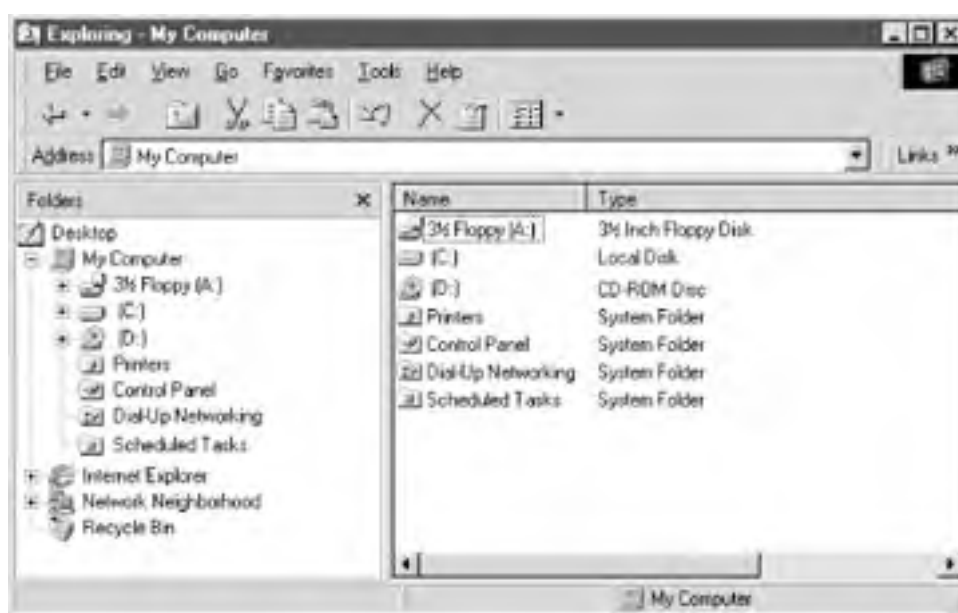 Exploring - My Computer
File Edit View Go Favorites Tools Help
Address My Computer Links »
Folders
Desktop
My Computer
3½ Floppy (A:)
(C:)
(D:)
Printers
Control Panel
Dial-Up Networking
Scheduled Tasks
Internet Explorer
Network Neighborhood
Recycle Bin
Name Type
3½ Floppy (A:) 3½ Inch Floppy Disk
(C:) Local Disk
(D:) CD-ROM Disc
Printers System Folder
Control Panel System Folder
Dial-Up Networking System Folder
Scheduled Tasks System Folder
My Computer